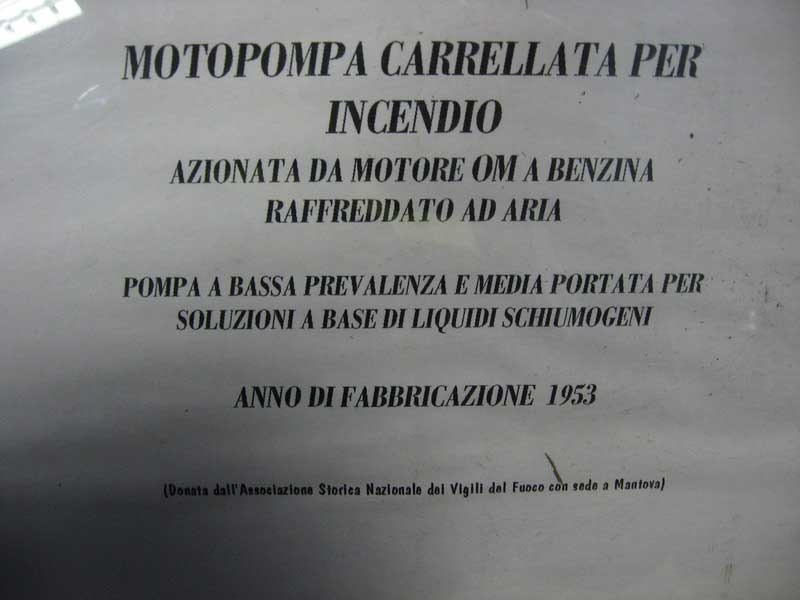 MOTOPOMPA CARRELLATA PER
INCENDIO
AZIONATA DA MOTORE OM A BENZINA
RAFFREDDATO AD ARIA
POMPA A BASSA PREVALENZA E MEDIA PORTATA PER
SOLUZIONI A BASE DI LIQUIDI SCHIUMOGENI
ANNO DI FABBRICAZIONE 1953
(Donata dall'Associazione Storica Nazionale dei Vigili del Fuoco con sede a Mantova)